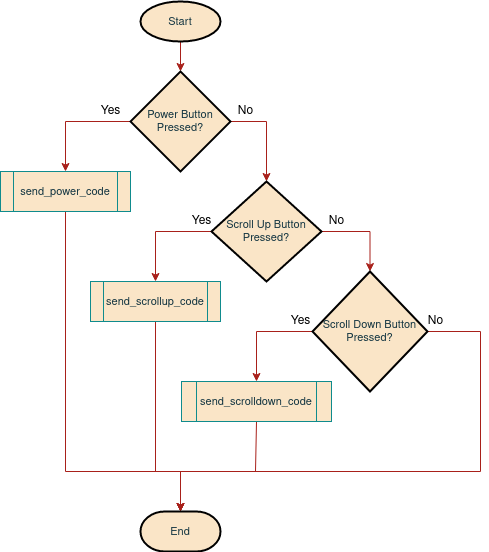 Start
Yes
No
Power Button
Pressed?
send_power_code
Yes
No
Scroll Up Button
Pressed?
send_scrollup_code
Yes
No
Scroll Down Button
Pressed?
send_scrolldown_code
End